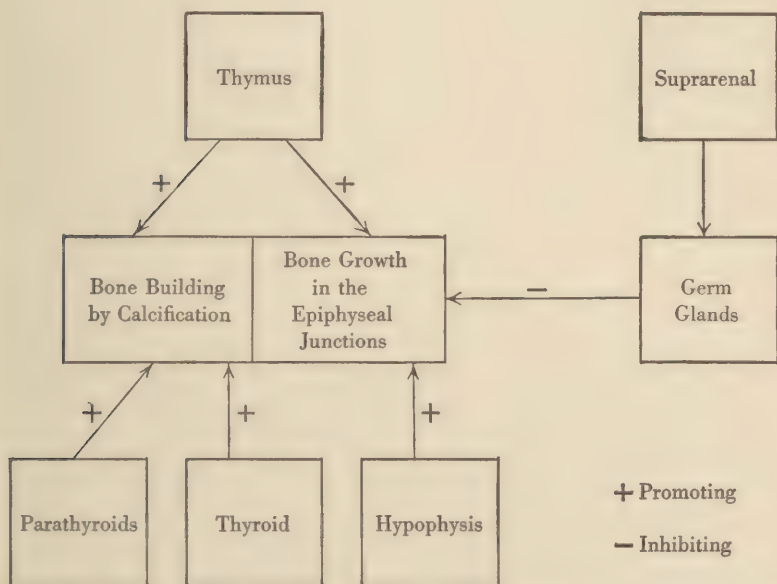 Thymus
Suprarenal
+
+
Bone Building
by Calcification
Bone Growth
in the
Epiphyseal
Junctions
−
Germ
Glands
+
+
+
Parathyroids
Thyroid
Hypophysis
+ Promoting
− Inhibiting